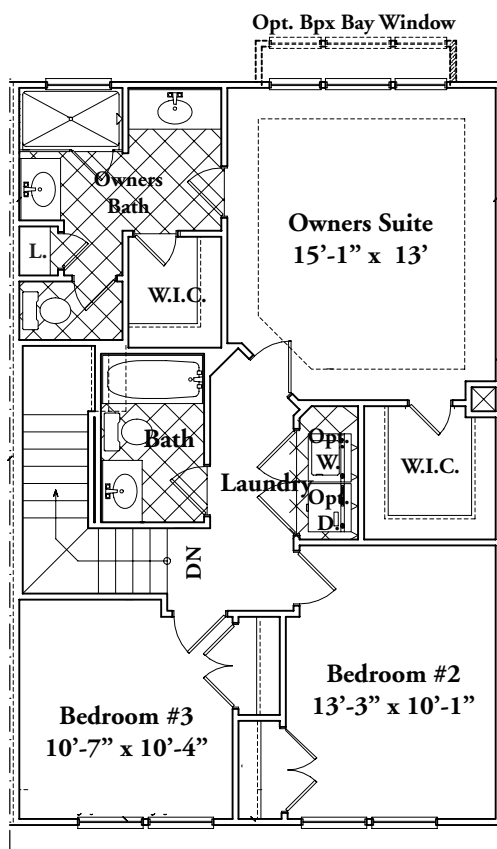 Opt. Bpx Bay Window
Owners
Bath
Owners Suite
15’-1” x 13’
L.
W.I.C.
Bath
Opt.
W.
W.I.C.
Laundry
Opt.
D.
DN
Bedroom #2
13’-3” x 10’-1”
Bedroom #3
10’-7” x 10’-4”